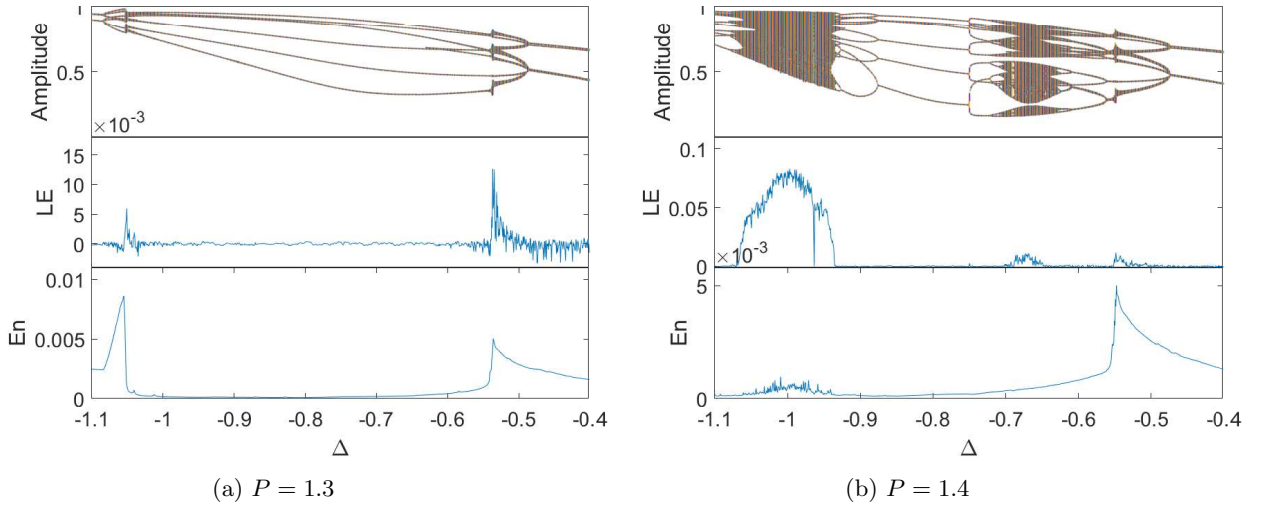 1
Amplitude
0.5
×10⁻³
15
LE
10
5
0
0.01
En
0.005
0
-1.1 -1 -0.9 -0.8 -0.7 -0.6 -0.5 -0.4
Δ
(a) P = 1.3
1
Amplitude
0.5
0.1
LE
0.05
0
×10⁻³
5
En
0
-1.1 -1 -0.9 -0.8 -0.7 -0.6 -0.5 -0.4
Δ
(b) P = 1.4